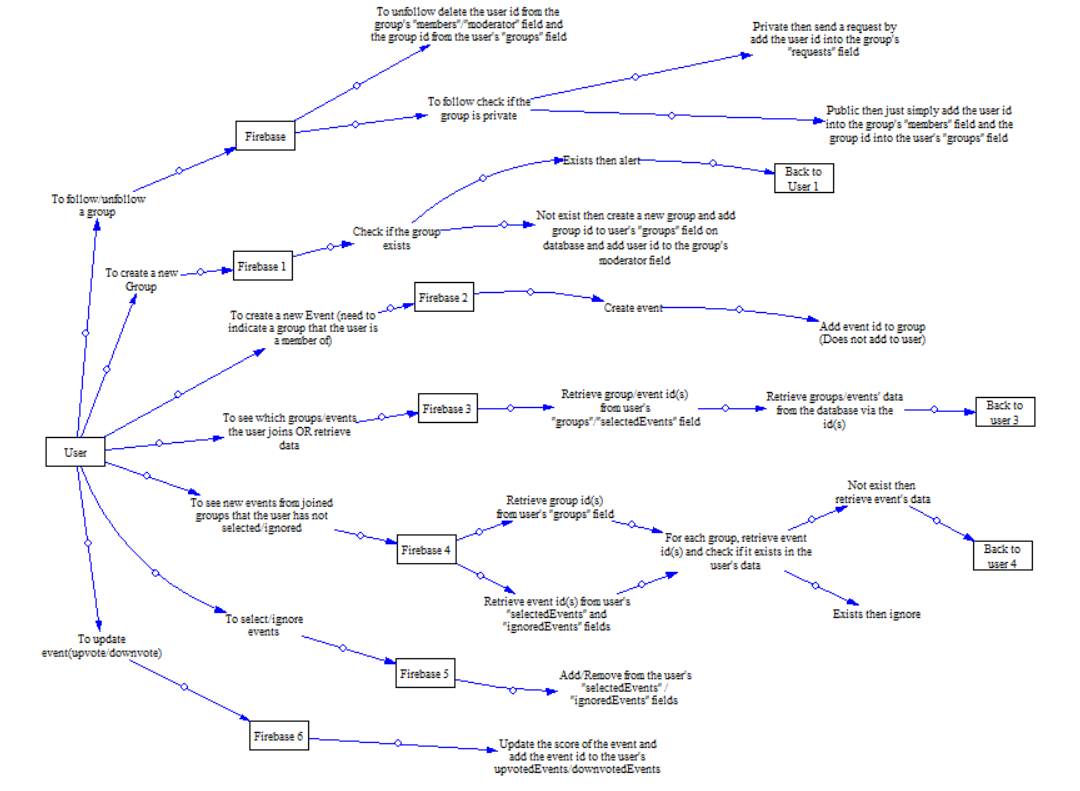 To unfollow delete the user id from the
group's "members"/"moderator" field and
the group id from the user's "groups" field
Private then send a request by
add the user id into the group's
"requests" field
To follow check if the
group is private
Public then just simply add the user id
into the group's "members" field and the
group id into the user's "groups" field
Firebase
Exists then alert
Back to
User 1
To follow/unfollow
a group
Check if the group
exists
Not exist then create a new group and add
group id to user's "groups" field on
database and add user id to the group's
moderator field
Firebase 1
To create a new
Group
Firebase 2
To create a new Event (need to
indicate a group that the user is
a member of)
Create event
Add event id to group
(Does not add to user)
Firebase 3
Retrieve group/event id(s)
from user's
"groups"/"selectedEvents" field
Retrieve groups/events' data
from the database via the
id(s)
Back to
user 3
To see which groups/events
the user joins OR retrieve
data
User
To see new events from joined
groups that the user has not
selected/ignored
Retrieve group id(s)
from user's "groups" field
Not exist then
retrieve event's data
Firebase 4
For each group, retrieve event
id(s) and check if it exists in the
user's data
Back to
user 4
Retrieve event id(s) from user's
"selectedEvents" and
"ignoredEvents" fields
Exists then ignore
To select/ignore
events
To update
event(upvote/downvote)
Firebase 5
Add/Remove from the user's
"selectedEvents" /
"ignoredEvents" fields
Firebase 6
Update the score of the event and
add the event id to the user's
upvotedEvents/downvotedEvents